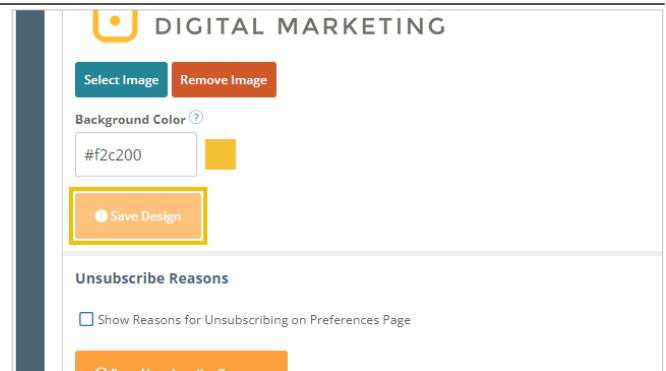 DIGITAL MARKETING
Select Image Remove Image
Background Color ?
#f2c200
Save Design
Unsubscribe Reasons
Show Reasons for Unsubscribing on Preferences Page